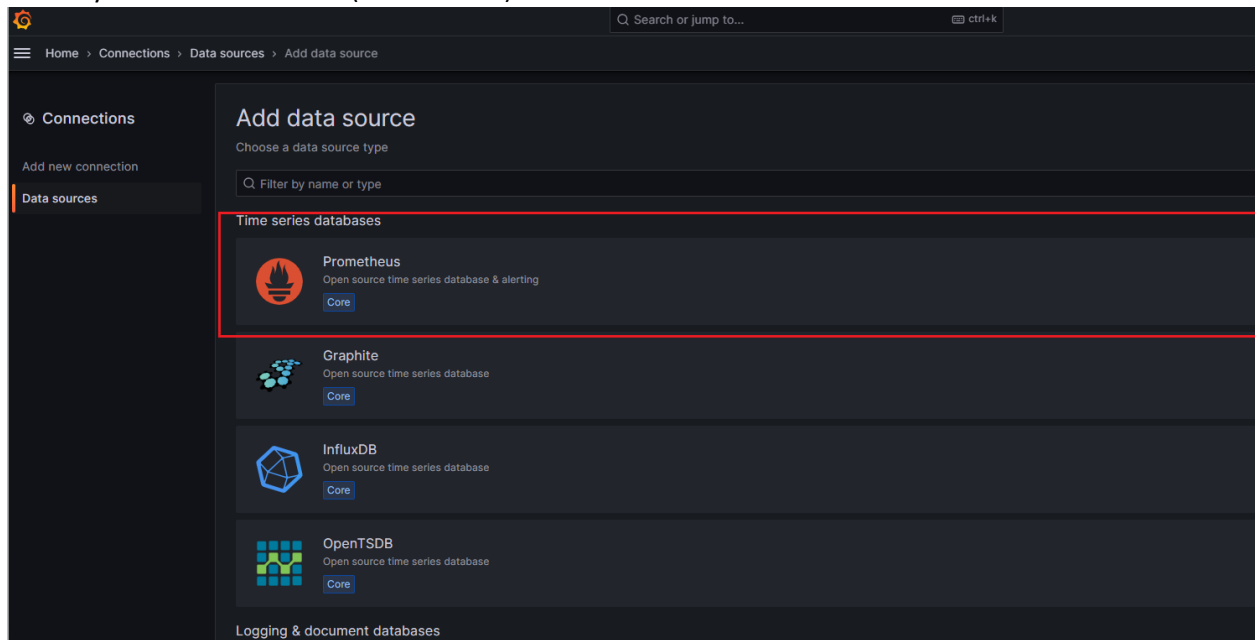 Search or jump to... ctrl+k
Home > Connections > Data sources > Add data source
Connections
Add new connection
Data sources
Add data source
Choose a data source type
Filter by name or type
Time series databases
Prometheus
Open source time series database & alerting
Core
Graphite
Open source time series database
Core
InfluxDB
Open source time series database
Core
OpenTSDB
Open source time series database
Core
Logging & document databases